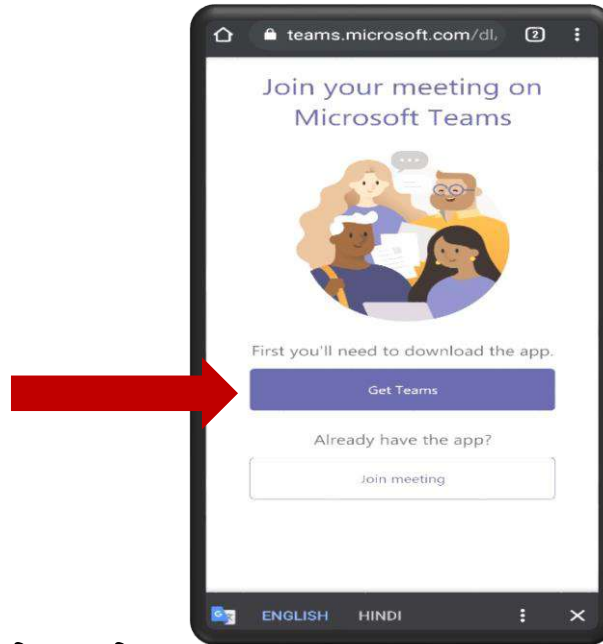 teams.microsoft.com/dl,
2
Join your meeting on
Microsoft Teams
First you'll need to download the app.
Get Teams
Already have the app?
Join meeting
ENGLISH HINDI